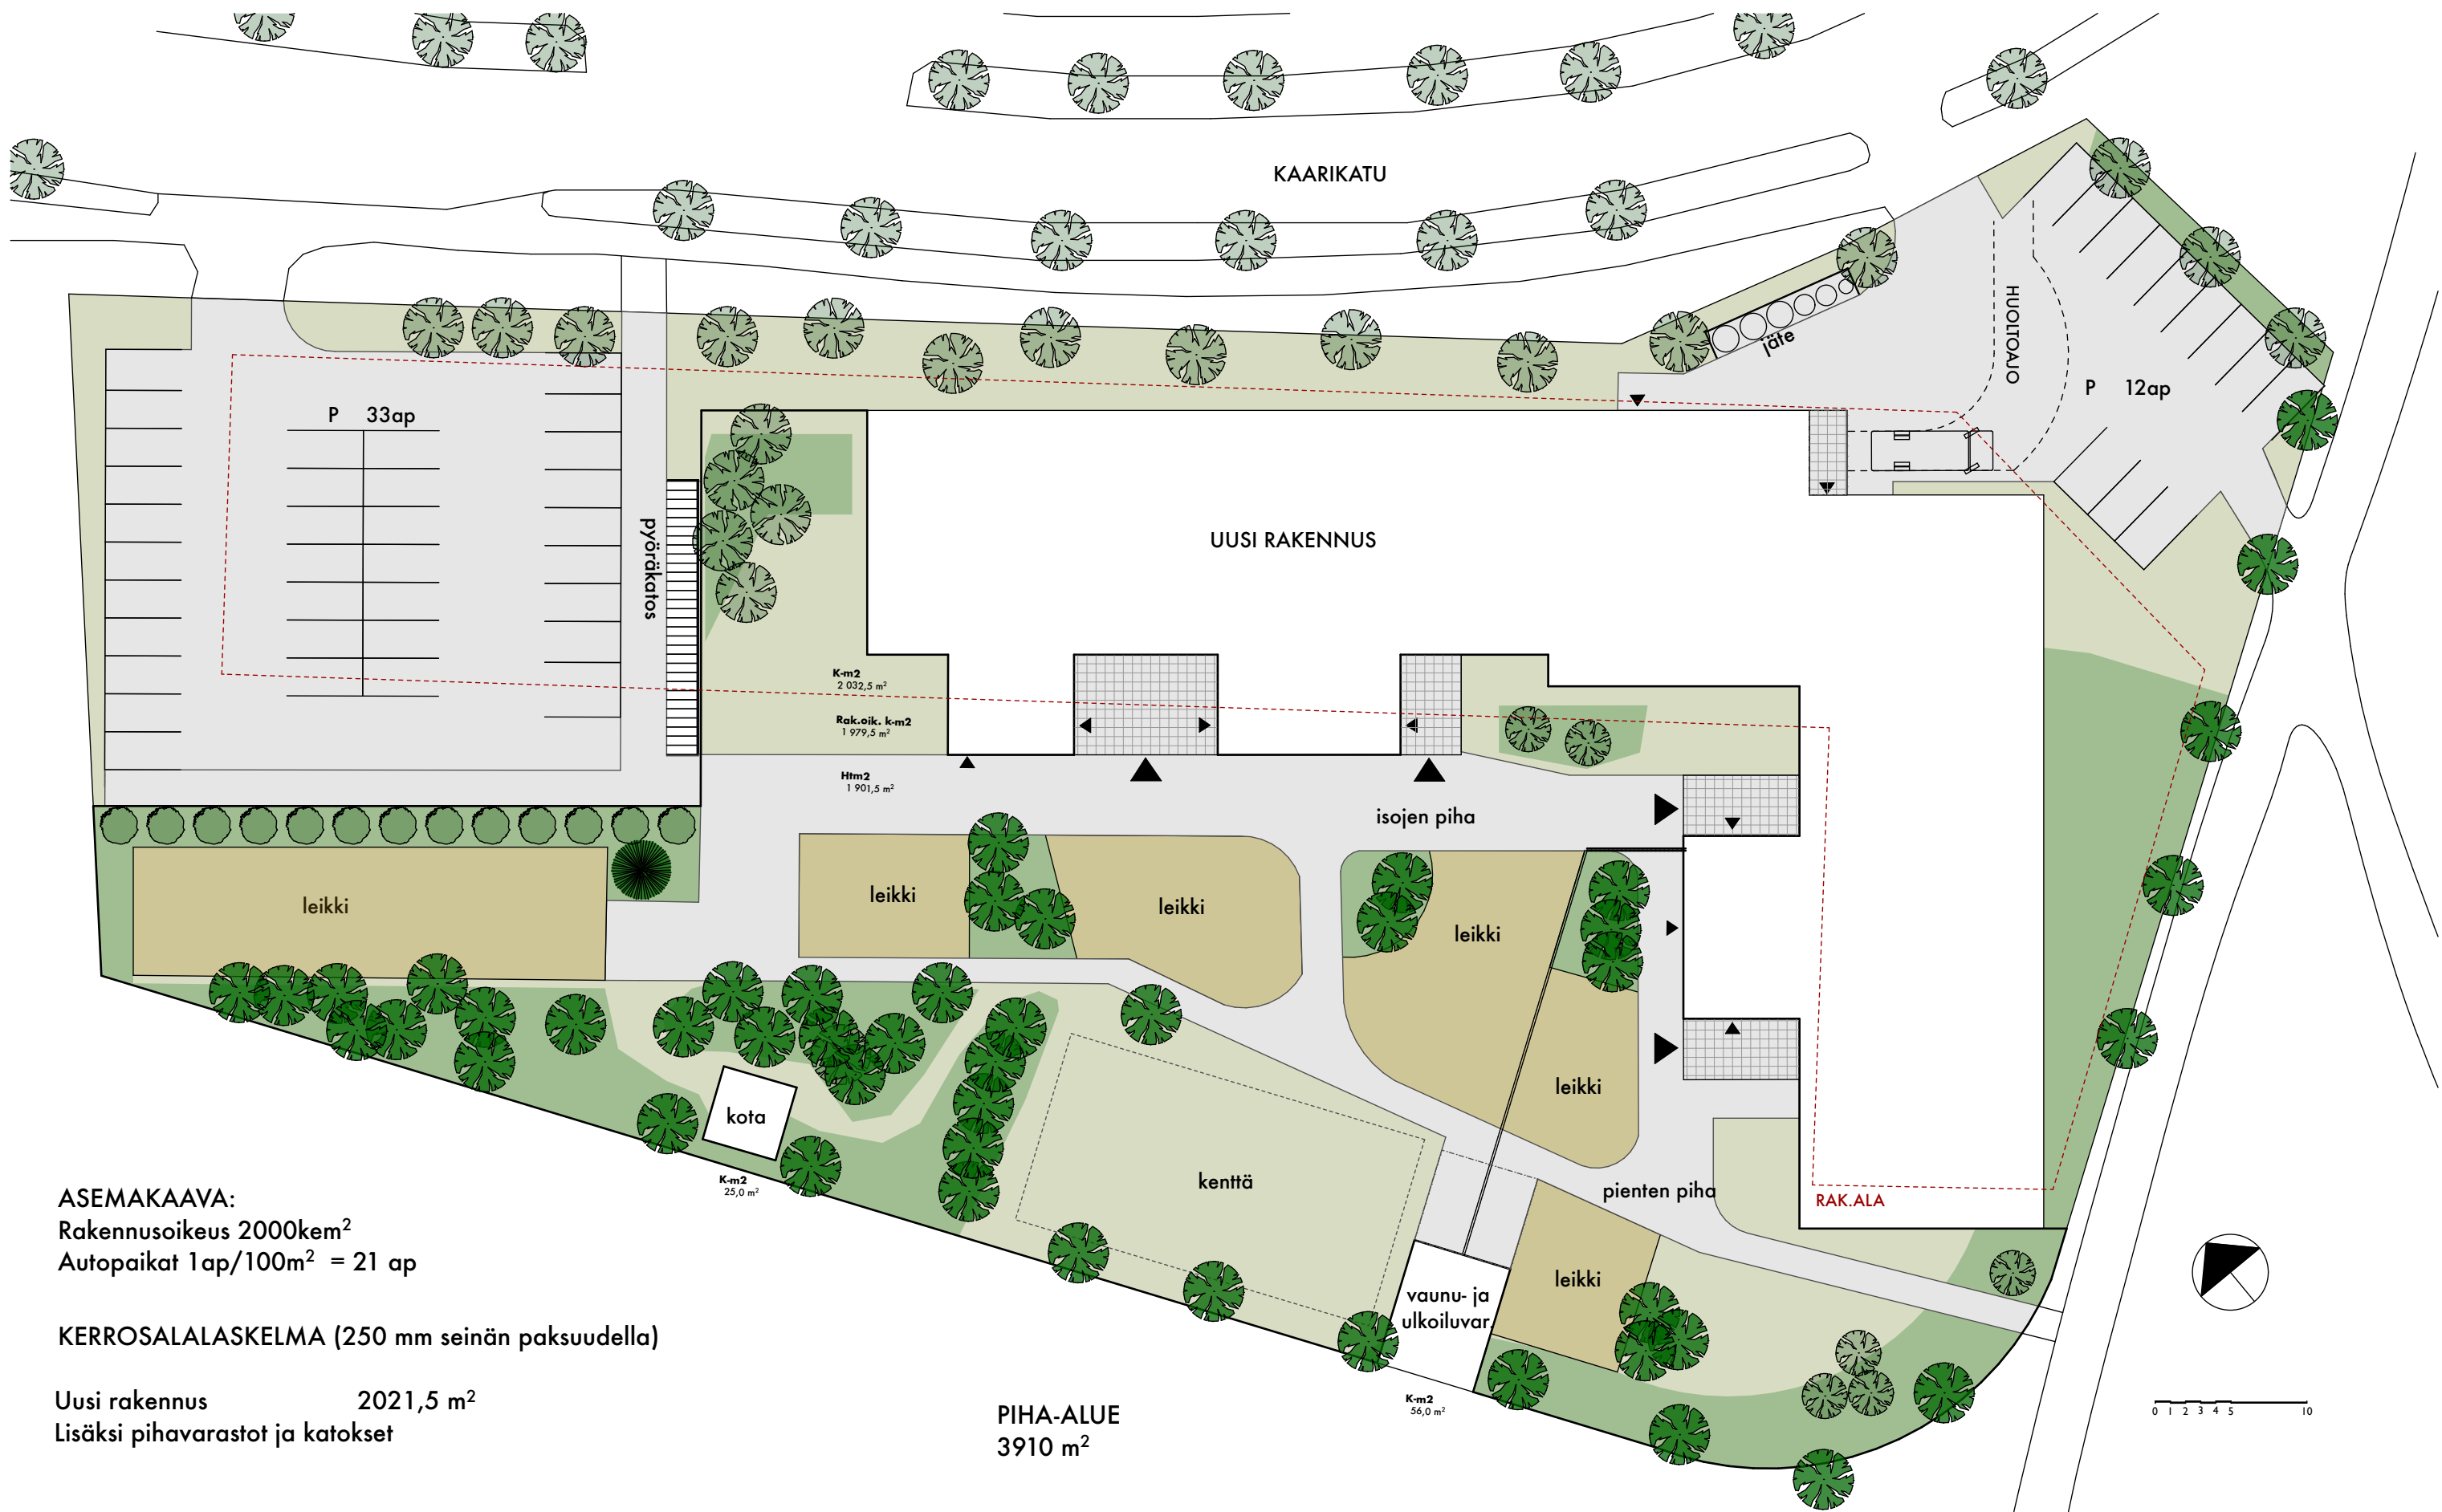 KAARIKATU
HUOLTOAJO
jäte
P 12ap
P 33ap
pyöräkatos
UUSI RAKENNUS
K-m2
2 032,5 m²
Rak.oik. k-m2
1 979,5 m²
Htm2
1 901,5 m²
isojen piha
leikki
leikki
leikki
leikki
leikki
kota
K-m2
25,0 m²
kenttä
pienten piha
RAK.ALA
leikki
vaunu- ja
ulkoiluvar.
K-m2
56,0 m²
ASEMAKAAVA:
Rakennusoikeus 2000kem²
Autopaikat 1ap/100m² = 21 ap
KERROSALALASKELMA (250 mm seinän paksuudella)
Uusi rakennus 2021,5 m²
Lisäksi pihavarastot ja katokset
PIHA-ALUE
3910 m²
0 1 2 3 4 5 10